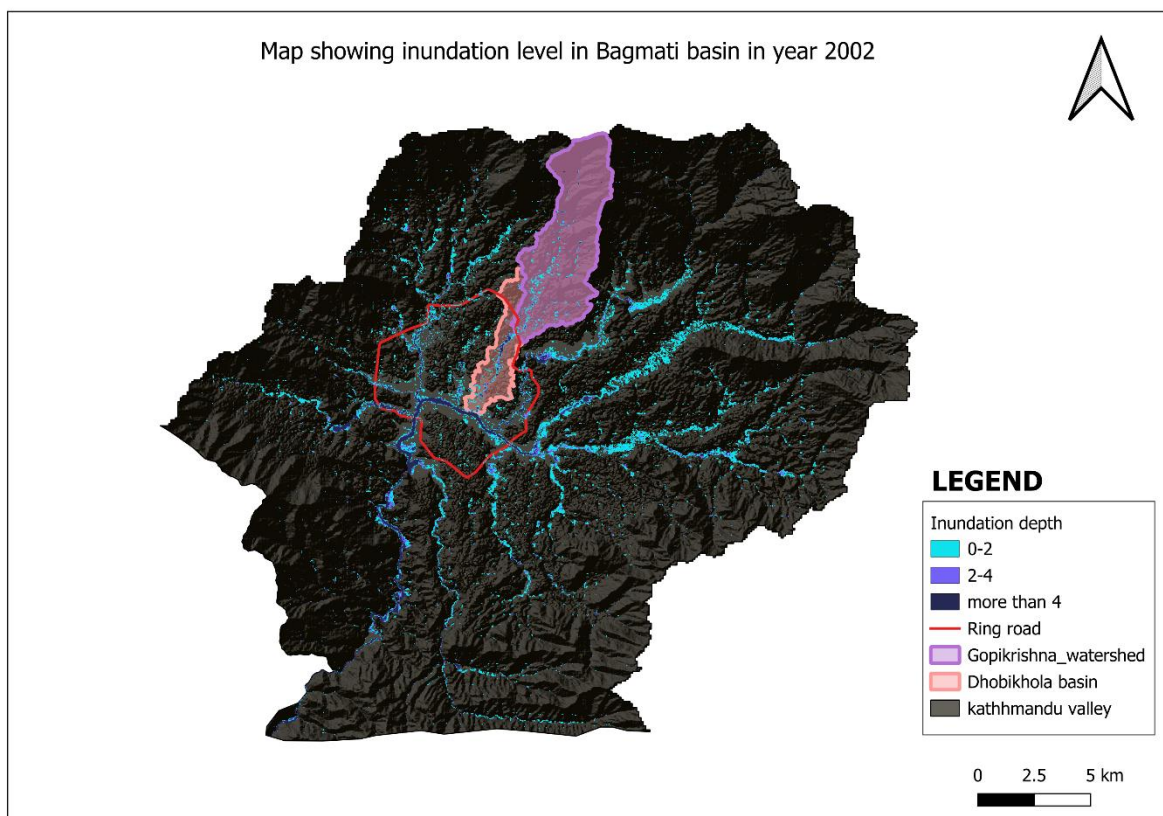 Map showing inundation level in Bagmati basin in year 2002
LEGEND
Inundation depth
0-2
2-4
more than 4
Ring road
Gopikrishna_watershed
Dhobikhola basin
kathhmandu valley
0 2.5 5 km